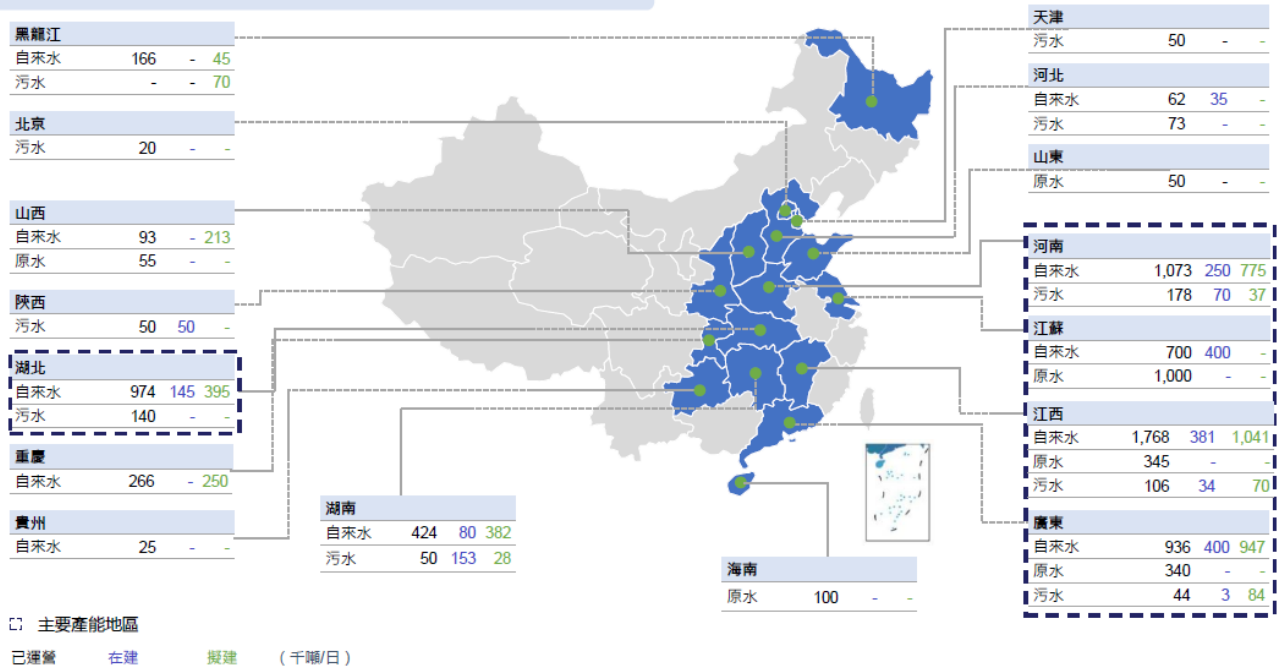 黑龍江
自來水 166 - 45
污水 - - 70
北京
污水 20 - -
山西
自來水 93 - 213
原水 55 - -
陝西
污水 50 50 -
湖北
自來水 974 145 395
污水 140 - -
重慶
自來水 266 - 250
貴州
自來水 25 - -
湖南
自來水 424 80 382
污水 50 153 28
海南
原水 100 - -
天津
污水 50 - -
河北
自來水 62 35 -
污水 73 - -
山東
原水 50 - -
河南
自來水 1,073 250 775
污水 178 70 37
江蘇
自來水 700 400 -
原水 1,000 - -
江西
自來水 1,768 381 1,041
原水 345 - -
污水 106 34 70
廣東
自來水 936 400 947
原水 340 - -
污水 44 3 84
主要產能地區
已運營 在建 擬建 (千噸/日)